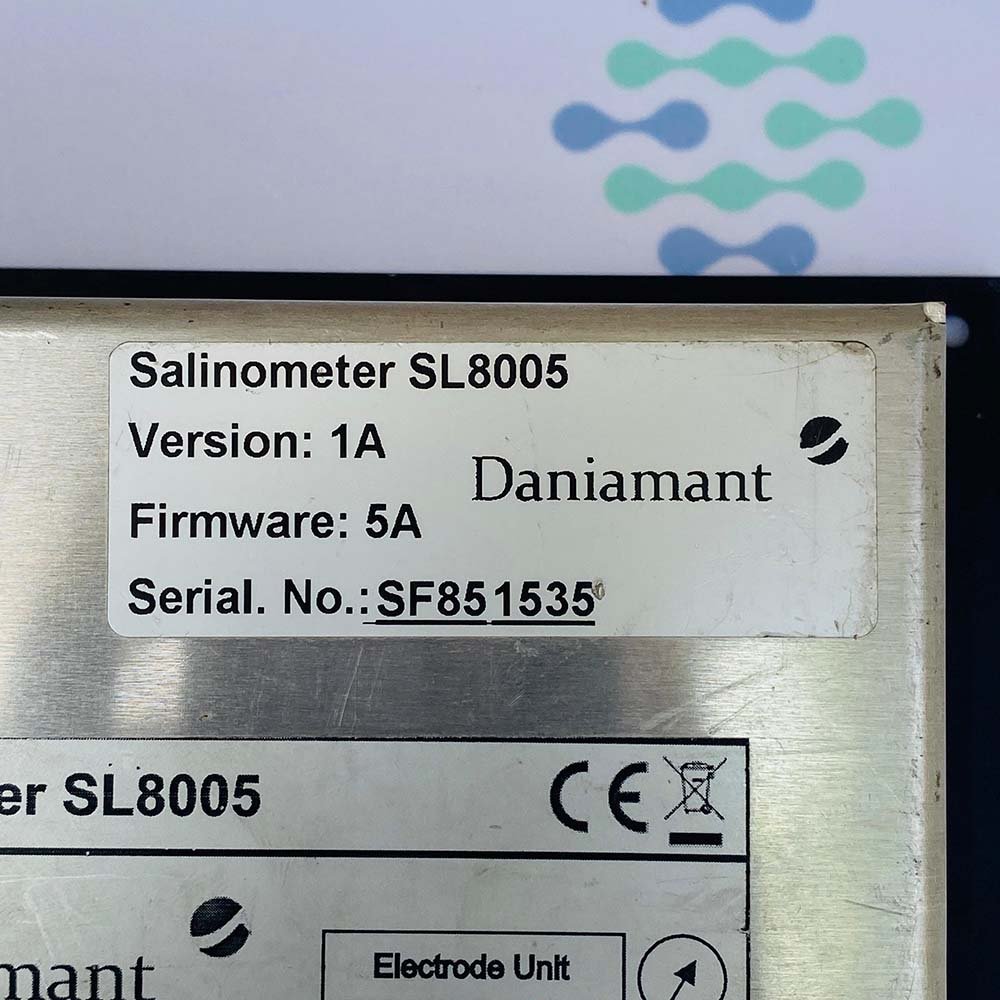 Salinometer SL8005
Version: 1A
Daniamant
Firmware: 5A
Serial. No.: SF851535
er SL8005
CE
mant
Electrode Unit